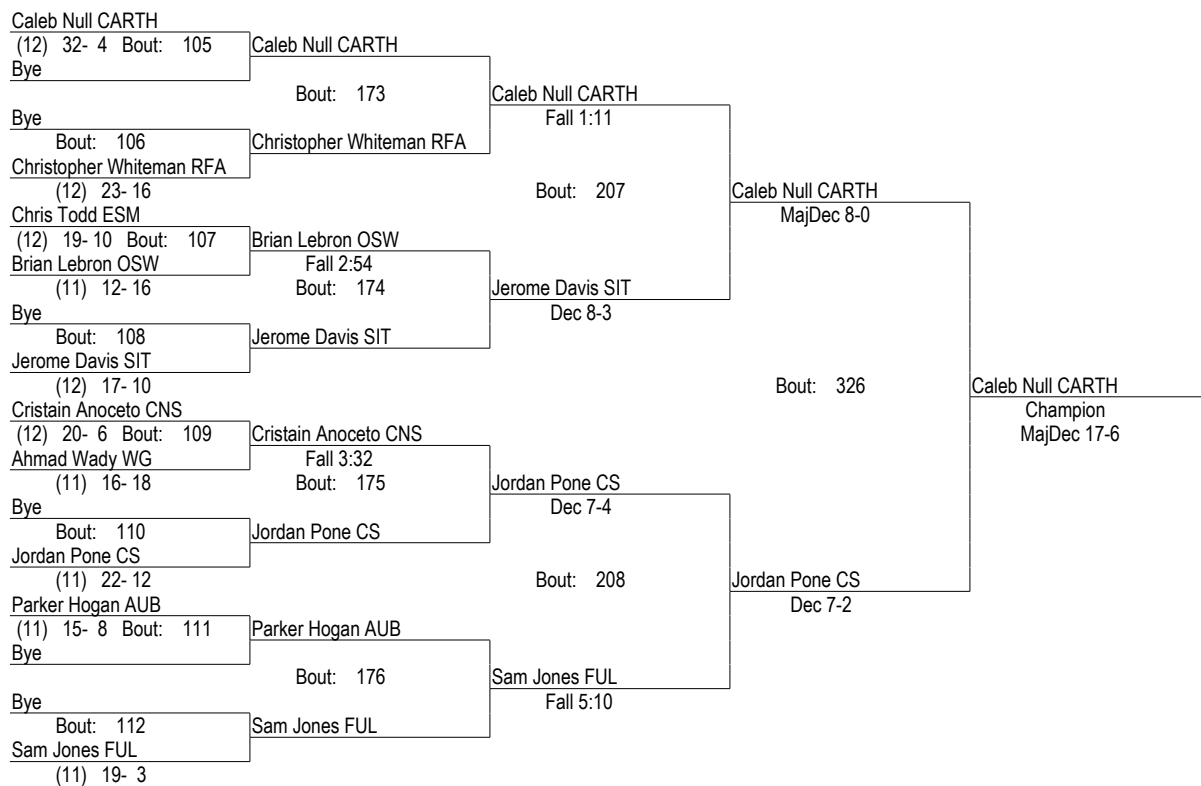 Caleb Null CARTH
(12) 32- 4 Bout: 105
Bye
Bye
Bout: 106
Christopher Whiteman RFA
(12) 23- 16
Chris Todd ESM
(12) 19- 10 Bout: 107
Brian Lebron OSW
(11) 12- 16
Bye
Bout: 108
Jerome Davis SIT
(12) 17- 10
Cristain Anoceto CNS
(12) 20- 6 Bout: 109
Ahmad Wady WG
(11) 16- 18
Bye
Bout: 110
Jordan Pone CS
(11) 22- 12
Parker Hogan AUB
(11) 15- 8 Bout: 111
Bye
Bye
Bout: 112
Sam Jones FUL
(11) 19- 3
Caleb Null CARTH
Bout: 173
Christopher Whiteman RFA
Brian Lebron OSW
Fall 2:54
Bout: 174
Jerome Davis SIT
Cristain Anoceto CNS
Fall 3:32
Bout: 175
Jordan Pone CS
Parker Hogan AUB
Bout: 176
Sam Jones FUL
Caleb Null CARTH
Fall 1:11
Bout: 207
Jerome Davis SIT
Dec 8-3
Jordan Pone CS
Dec 7-4
Bout: 208
Sam Jones FUL
Fall 5:10
Caleb Null CARTH
MajDec 8-0
Bout: 326
Jordan Pone CS
Dec 7-2
Caleb Null CARTH
Champion
MajDec 17-6